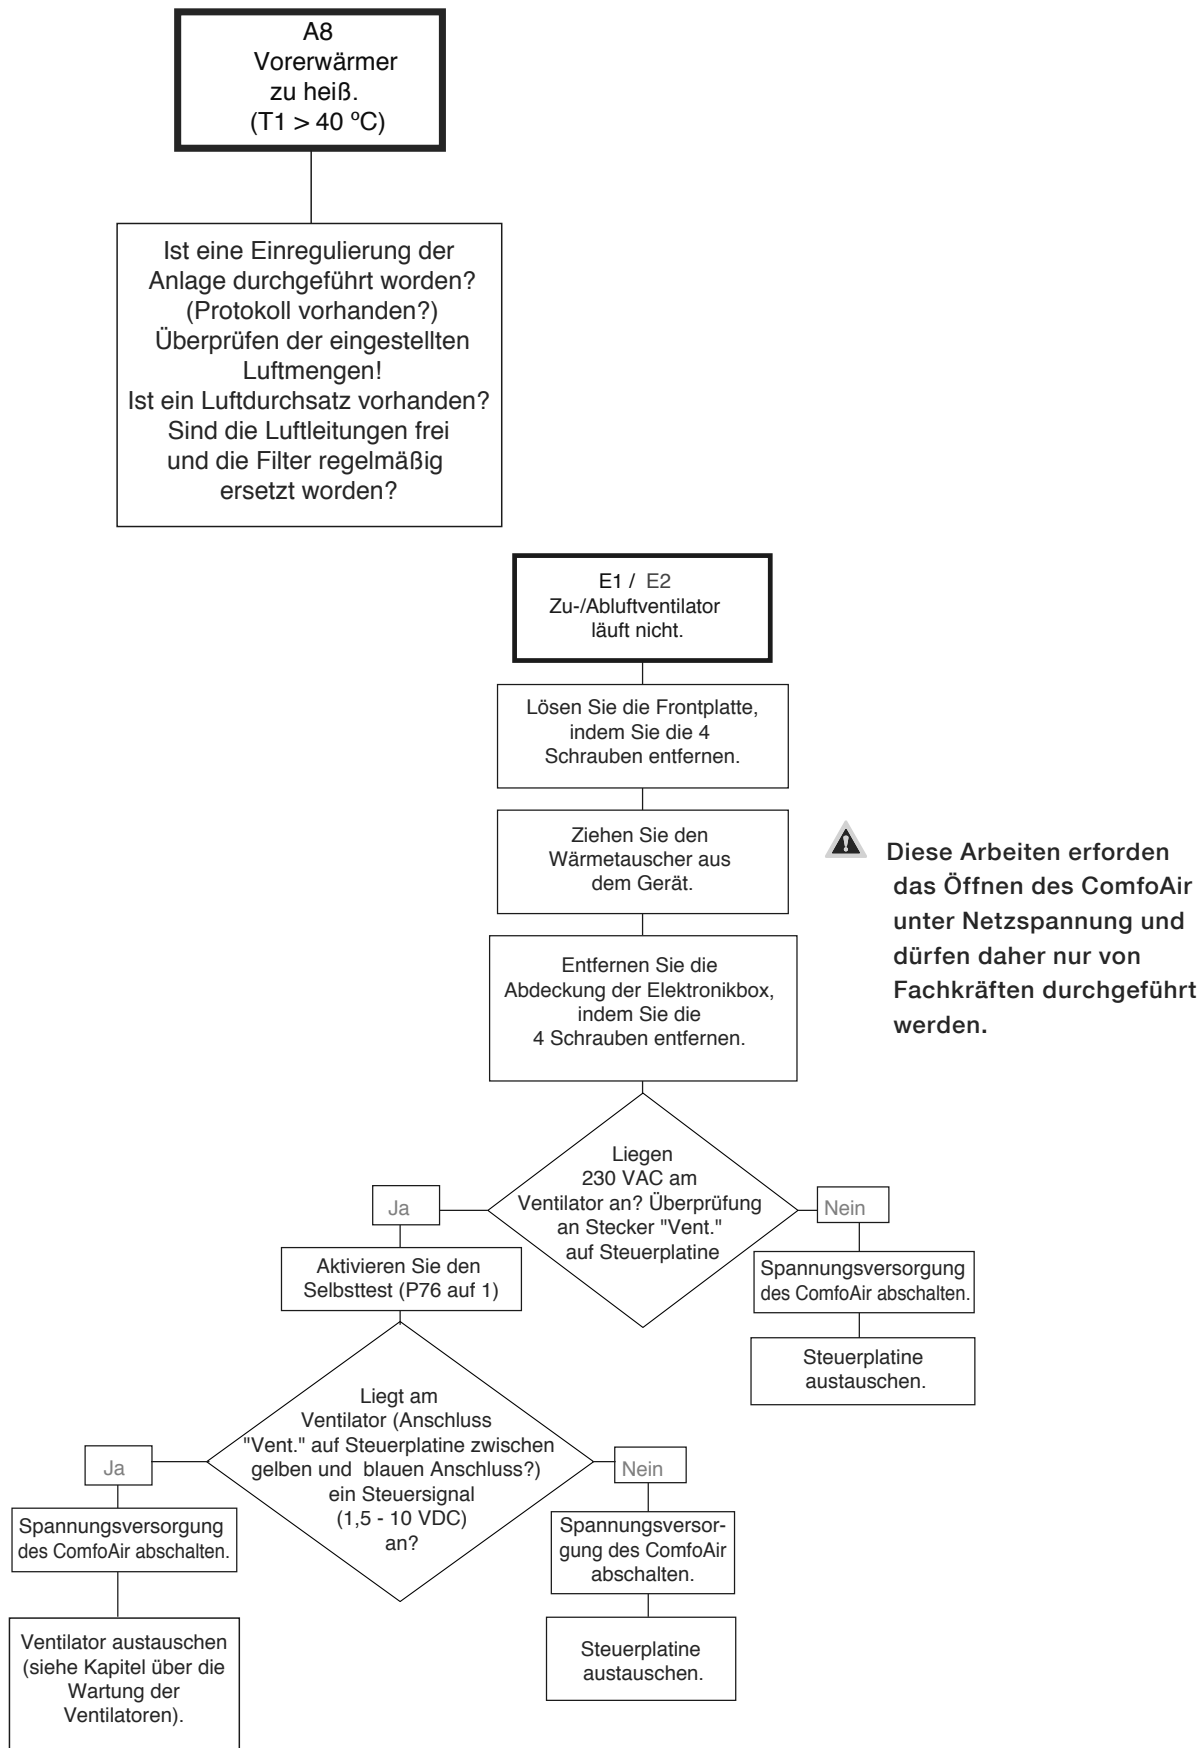 A8
Vorerwärmer
zu heiß.
(T1 > 40 ºC)
Ist eine Einregulierung der
Anlage durchgeführt worden?
(Protokoll vorhanden?)
Überprüfen der eingestellten
Luftmengen!
Ist ein Luftdurchsatz vorhanden?
Sind die Luftleitungen frei
und die Filter regelmäßig
ersetzt worden?
E1 / E2
Zu-/Abluftventilator
läuft nicht.
Lösen Sie die Frontplatte,
indem Sie die 4
Schrauben entfernen.
Ziehen Sie den
Wärmetauscher aus
dem Gerät.
Diese Arbeiten erforden
das Öffnen des ComfoAir
unter Netzspannung und
dürfen daher nur von
Fachkräften durchgeführt
werden.
Entfernen Sie die
Abdeckung der Elektronikbox,
indem Sie die
4 Schrauben entfernen.
Liegen
230 VAC am
Ventilator an? Überprüfung
an Stecker "Vent."
auf Steuerplatine
Ja
Nein
Aktivieren Sie den
Selbsttest (P76 auf 1)
Spannungsversorgung
des ComfoAir abschalten.
Steuerplatine
austauschen.
Liegt am
Ventilator (Anschluss
"Vent." auf Steuerplatine zwischen
gelben und blauen Anschluss?)
ein Steuersignal
(1,5 - 10 VDC)
an?
Ja
Nein
Spannungsversorgung
des ComfoAir abschalten.
Spannungsversor-
gung des ComfoAir
abschalten.
Ventilator austauschen
(siehe Kapitel über die
Wartung der
Ventilatoren).
Steuerplatine
austauschen.